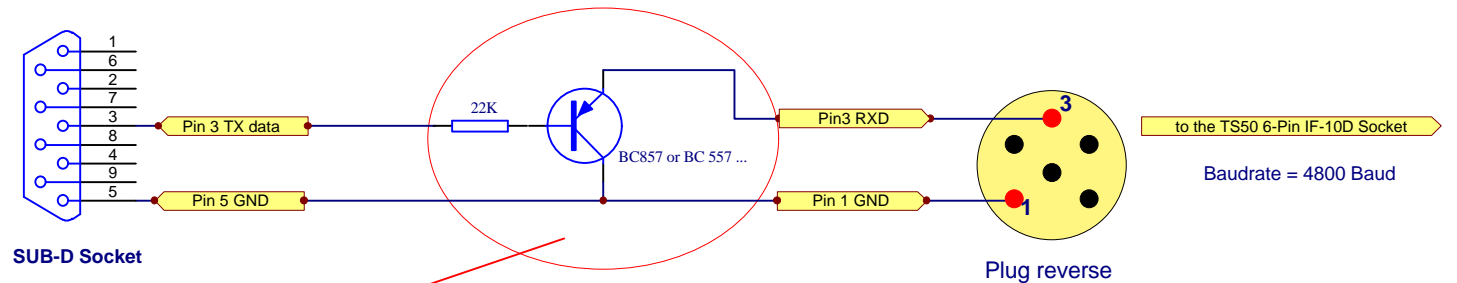 1
6
2
7
3
8
4
9
5
SUB-D Socket
Pin 3 TX data
Pin 5 GND
22K
BC857 or BC 557 ...
Pin3 RXD
Pin 1 GND
3
1
Plug reverse
to the TS50 6-Pin IF-10D Socket
Baudrate = 4800 Baud